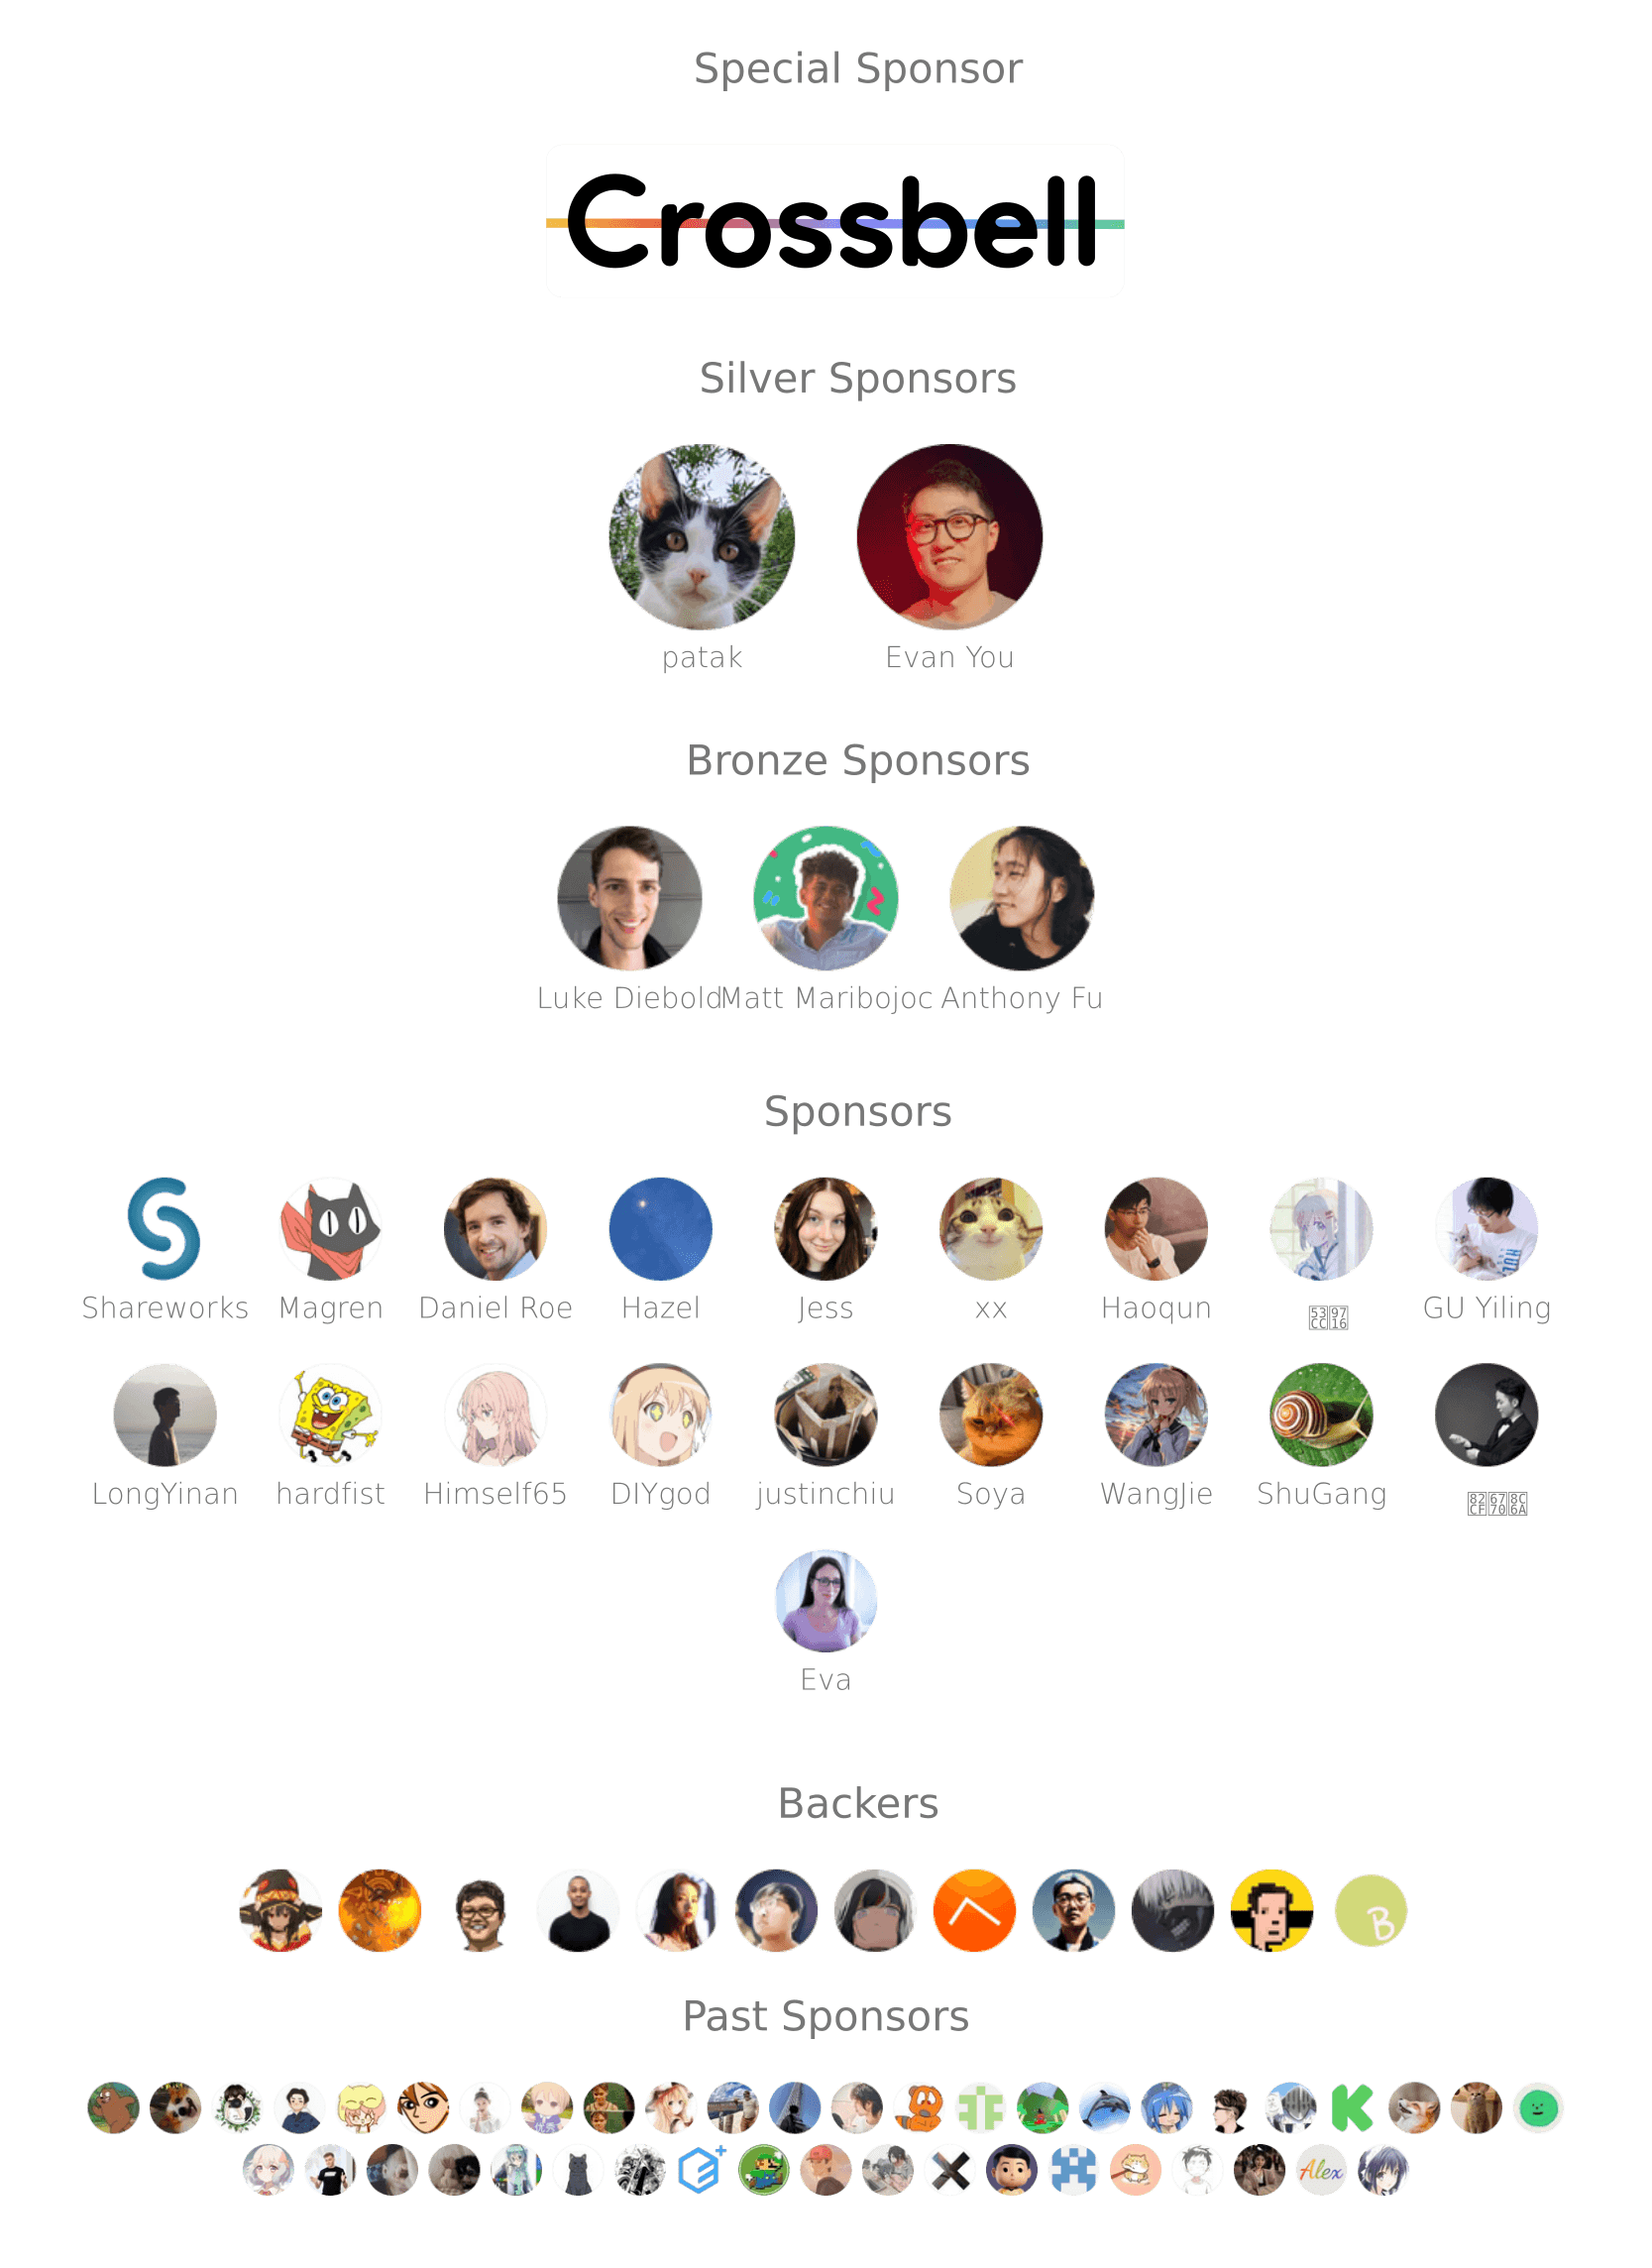 Special Sponsor
Crossbell
Silver Sponsors
patak Evan You
Bronze Sponsors
Luke Diebold Matt Maribojoc Anthony Fu
Sponsors
Shareworks Magren Daniel Roe Hazel Jess xx Haoqun GU Yiling
LongYinan hardfist Himself65 DIYgod justinchiu Soya WangJie ShuGang
Eva
Backers
B
Past Sponsors
K
Alex